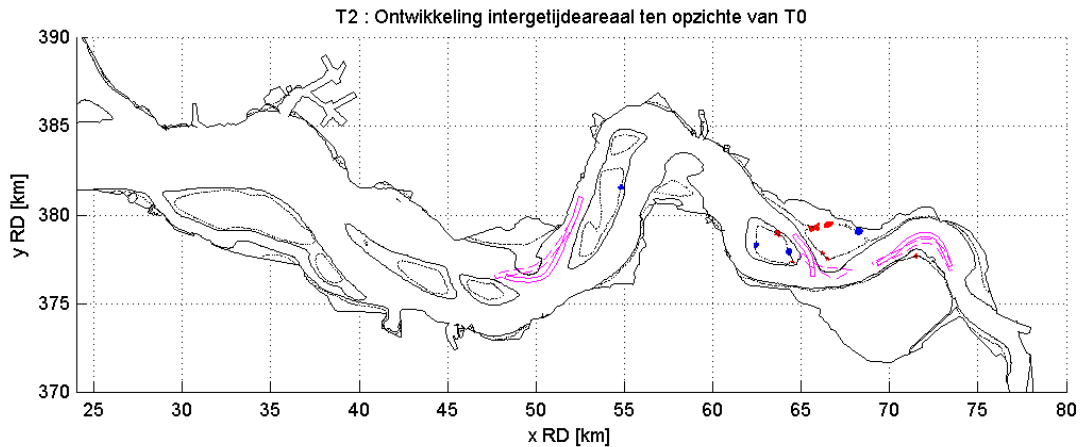 T2 : Ontwikkeling intergetijdeareaal ten opzichte van T0
390
385
380
375
370
y RD [km]
24 30 35 40 45 50 55 60 65 70 75 80
x RD [km]